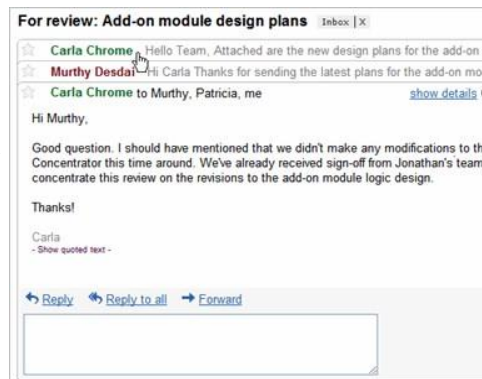 For review: Add-on module design plans Inbox | X
Carla Chrome Hello Team, Attached are the new design plans for the add-on
Murthy Desdai Hi Carla Thanks for sending the latest plans for the add-on mo
Carla Chrome to Murthy, Patricia, me show details
Hi Murthy,
Good question. I should have mentioned that we didn't make any modifications to th
Concentrator this time around. We've already received sign-off from Jonathan's team
concentrate this review on the revisions to the add-on module logic design.
Thanks!
Carla
- Show quoted text -
Reply Reply to all Forward